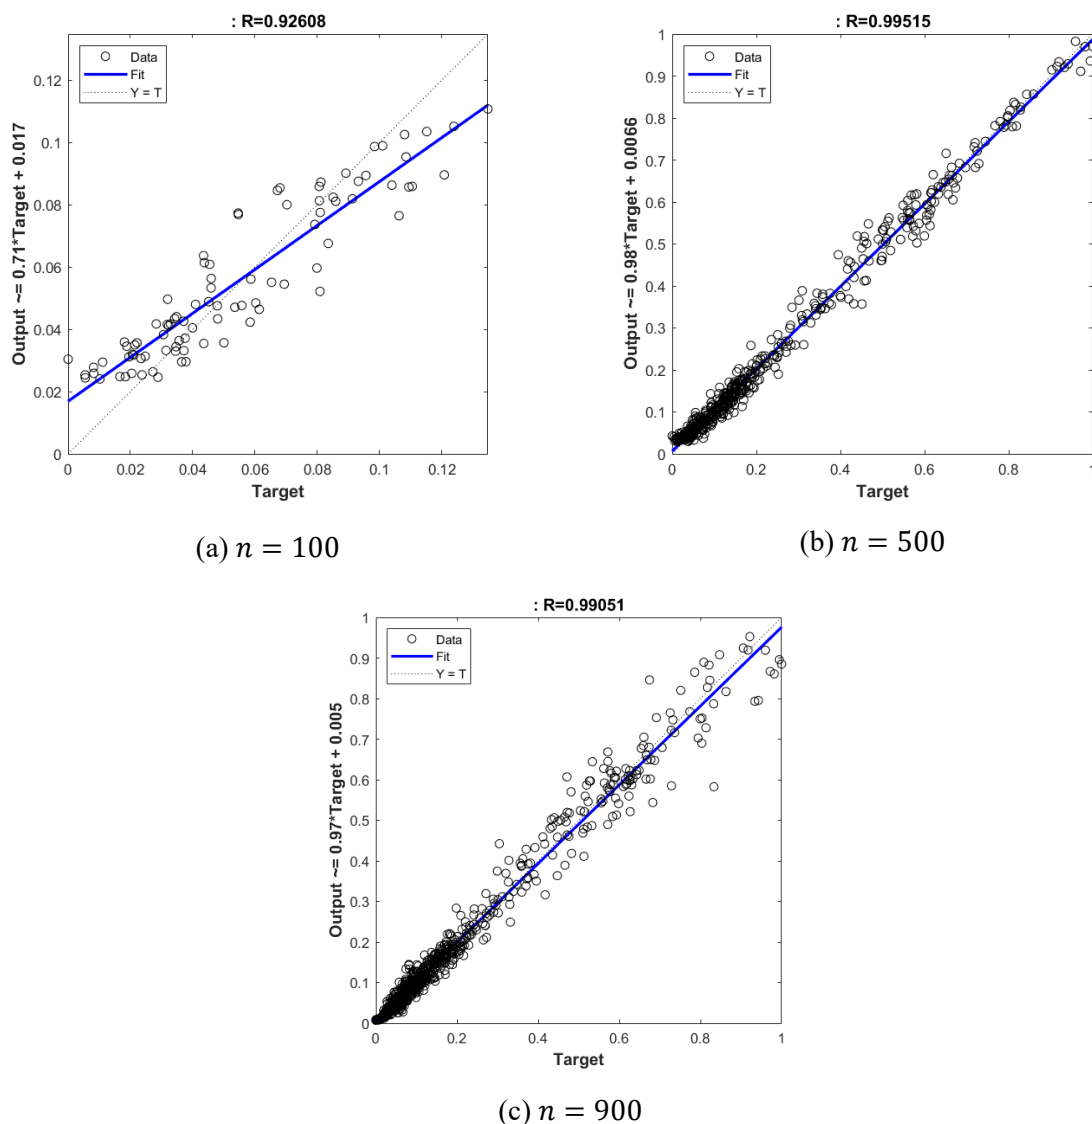 : R=0.92608
Data
Fit
Y = T
Output ~= 0.71*Target + 0.017
0.12
0.1
0.08
0.06
0.04
0.02
0
0
0.02
0.04
0.06
0.08
0.1
0.12
Target
(a) n = 100
: R=0.99515
Data
Fit
Y = T
Output ~= 0.98*Target + 0.0066
1
0.9
0.8
0.7
0.6
0.5
0.4
0.3
0.2
0.1
0
0
0.2
0.4
0.6
0.8
1
Target
(b) n = 500
: R=0.99051
Data
Fit
Y = T
Output ~= 0.97*Target + 0.005
1
0.9
0.8
0.7
0.6
0.5
0.4
0.3
0.2
0.1
0
0
0.2
0.4
0.6
0.8
1
Target
(c) n = 900